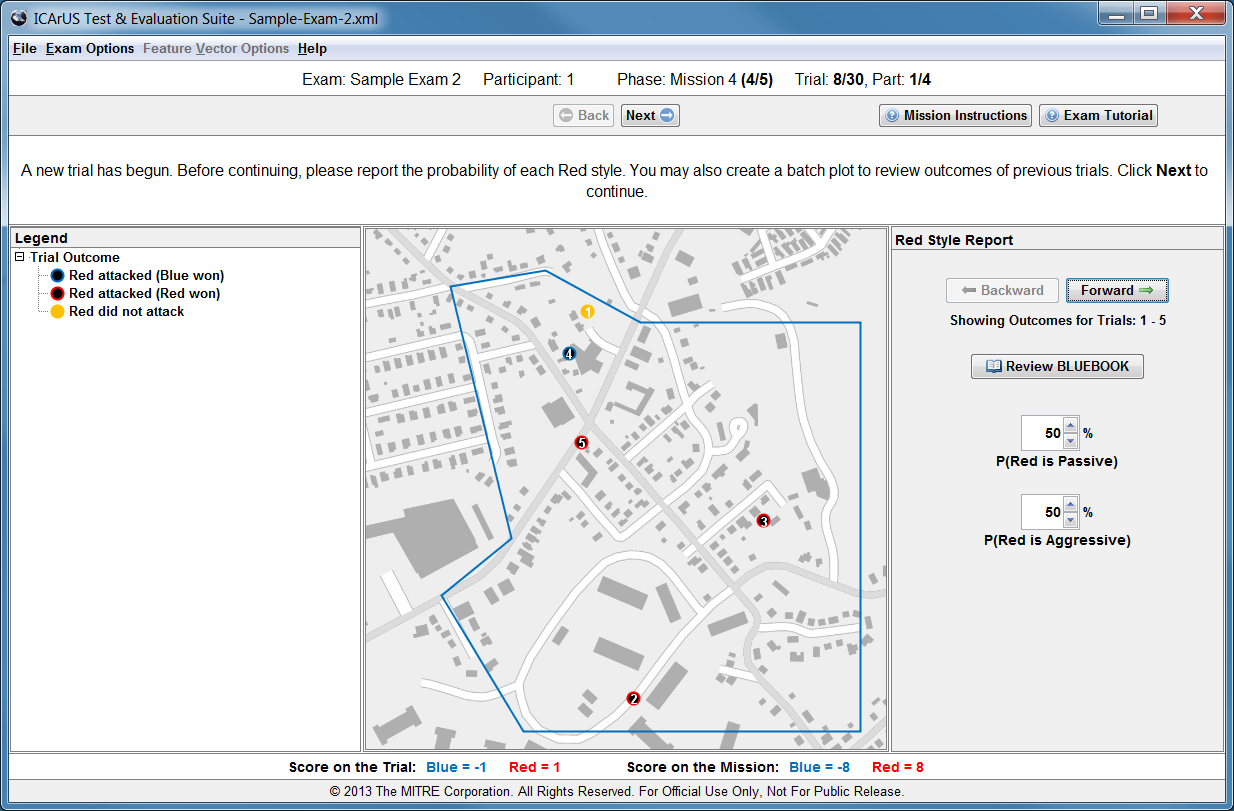 ICArUS Test & Evaluation Suite - Sample-Exam-2.xml
File Exam Options Feature Vector Options Help
Exam: Sample Exam 2 Participant: 1 Phase: Mission 4 (4/5) Trial: 8/30, Part: 1/4
Back Next Mission Instructions Exam Tutorial
A new trial has begun. Before continuing, please report the probability of each Red style. You may also create a batch plot to review outcomes of previous trials. Click Next to
continue.
Legend
Trial Outcome
Red attacked (Blue won)
Red attacked (Red won)
Red did not attack
1
4
5
3
2
Red Style Report
Backward Forward
Showing Outcomes for Trials: 1 - 5
Review BLUEBOOK
50 %
P(Red is Passive)
50 %
P(Red is Aggressive)
Score on the Trial: Blue = -1 Red = 1 Score on the Mission: Blue = -8 Red = 8
© 2013 The MITRE Corporation. All Rights Reserved. For Official Use Only, Not For Public Release.